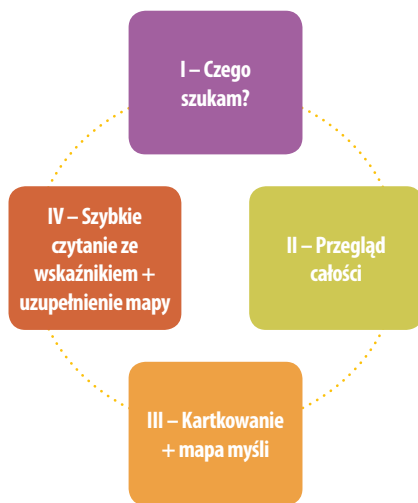 I – Czego
szukam?
II – Przegląd
całości
III – Kartkowanie
+ mapa myśli
IV – Szybkie
czytanie ze
wskaźnikiem +
uzupełnienie mapy